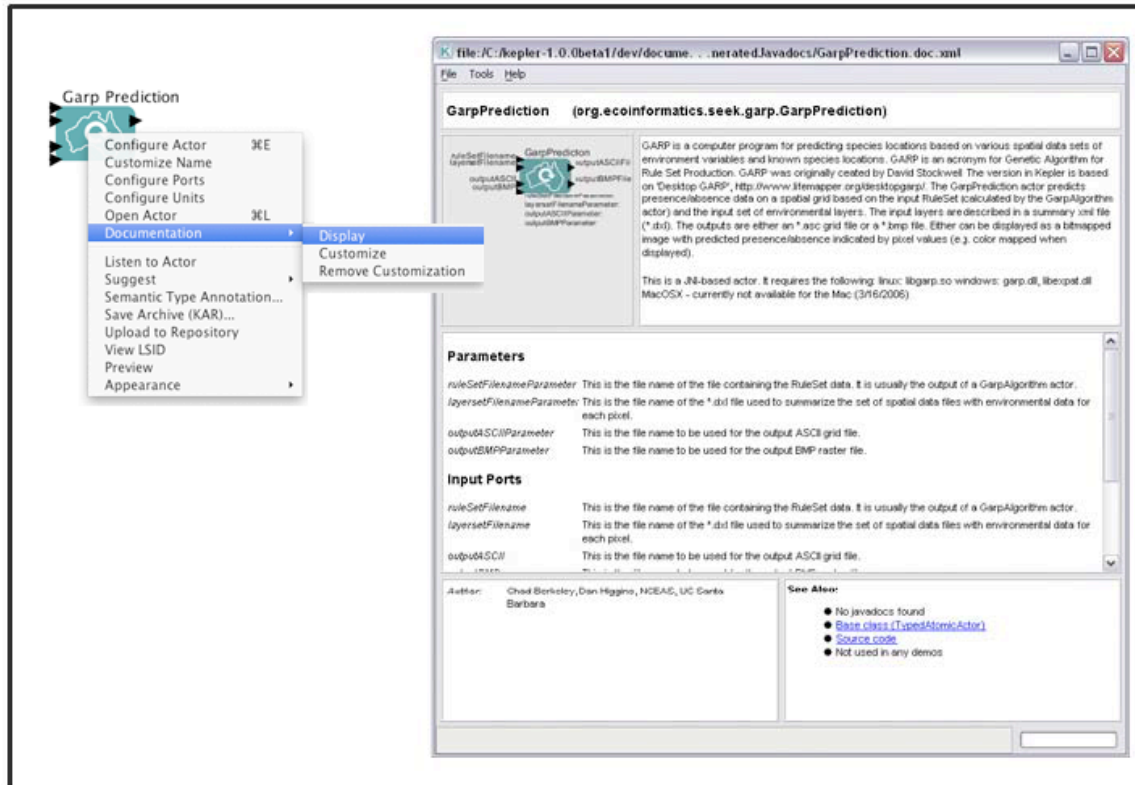 Garp Prediction
Configure Actor ⌘E
Customize Name
Configure Ports
Configure Units
Open Actor ⌘L
Documentation
Display
Customize
Remove Customization
Listen to Actor
Suggest
Semantic Type Annotation...
Save Archive (KAR)...
Upload to Repository
View LSID
Preview
Appearance
file:/C:/kepler-1.0.0beta1/dev/docume. . .neratedJavadocs/GarpPrediction.doc.xml
File Tools Help
GarpPrediction (org.ecoinformatics.seek.garp.GarpPrediction)
GarpPrediction
ruleSetFilename
layersetFilename
outputASCII
outputBMP
outputASCIIFil
outputBMPFile
layersetFilenameParameter:
outputASCIIParameter:
outputBMPParameter:
GARP is a computer program for predicting species locations based on various spatial data sets of
environment variables and known species locations. GARP is an acronym for Genetic Algorithm for
Rule Set Production. GARP was originally ceated by David Stockwell The version in Kepler is based
on 'Desktop GARP', http://www.lifemapper.org/desktopgarp/. The GarpPrediction actor predicts
presence/absence data on a spatial grid based on the input RuleSet (calculated by the GarpAlgorithm
actor) and the input set of environmental layers. The input layers are described in a summary xml file
(*.dxl). The outputs are either an *.asc grid file or a *.bmp file. Either can be displayed as a bitmapped
image with predicted presence/absence indicated by pixel values (e.g. color mapped when
displayed).
This is a JNI-based actor. It requires the following: linux: libgarp.so windows: garp.dll, libexpat.dll
MacOSX - currently not available for the Mac (3/16/2006)
Parameters
ruleSetFilenameParameter This is the file name of the file containing the RuleSet data. It is usually the output of a GarpAlgorithm actor.
layersetFilenameParameter This is the file name of the *.dxl file used to summarize the set of spatial data files with environmental data for
each pixel.
outputASCIIParameter This is the file name to be used for the output ASCII grid file.
outputBMPParameter This is the file name to be used for the output BMP raster file.
Input Ports
ruleSetFilename This is the file name of the file containing the RuleSet data. It is usually the output of a GarpAlgorithm actor.
layersetFilename This is the file name of the *.dxl file used to summarize the set of spatial data files with environmental data for
each pixel.
outputASCII This is the file name to be used for the output ASCII grid file.
Author: Chad Berkeley, Dan Higgins, NCEAS, UC Santa
Barbara
See Also:
No javadocs found
Base class (TypedAtomicActor)
Source code
Not used in any demos